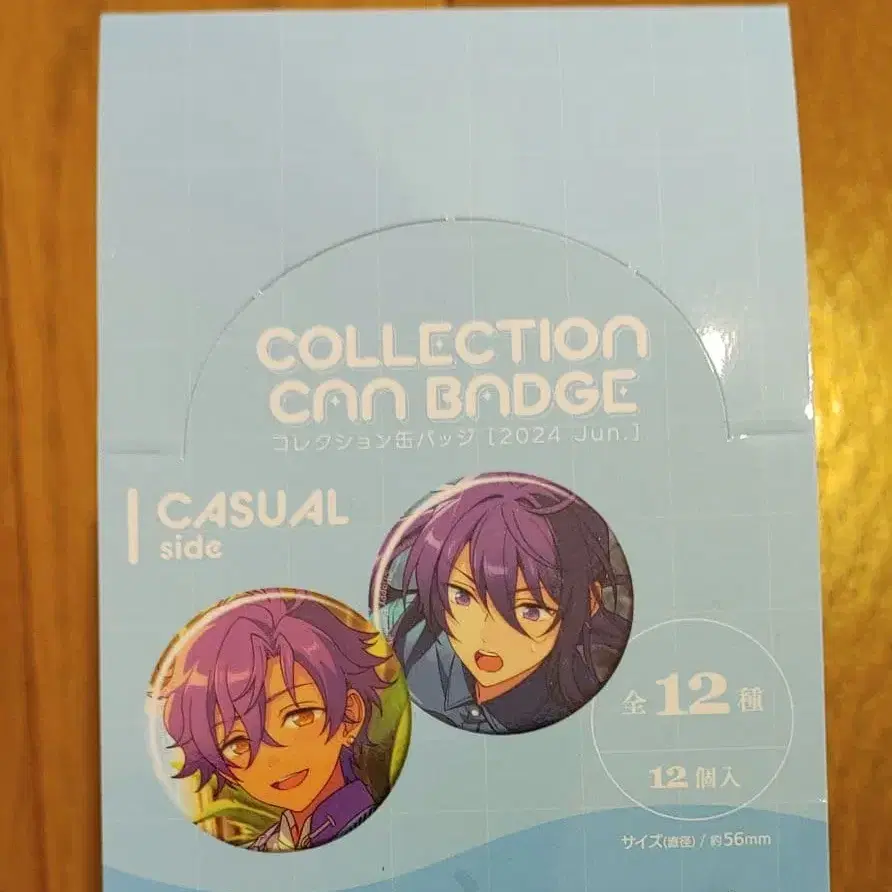 COLLECTION
CAN BADGE
コレクション缶バッジ [2024 Jun.]
CASUAL
side
全12種
12個入
サイズ(直径) / 約56mm